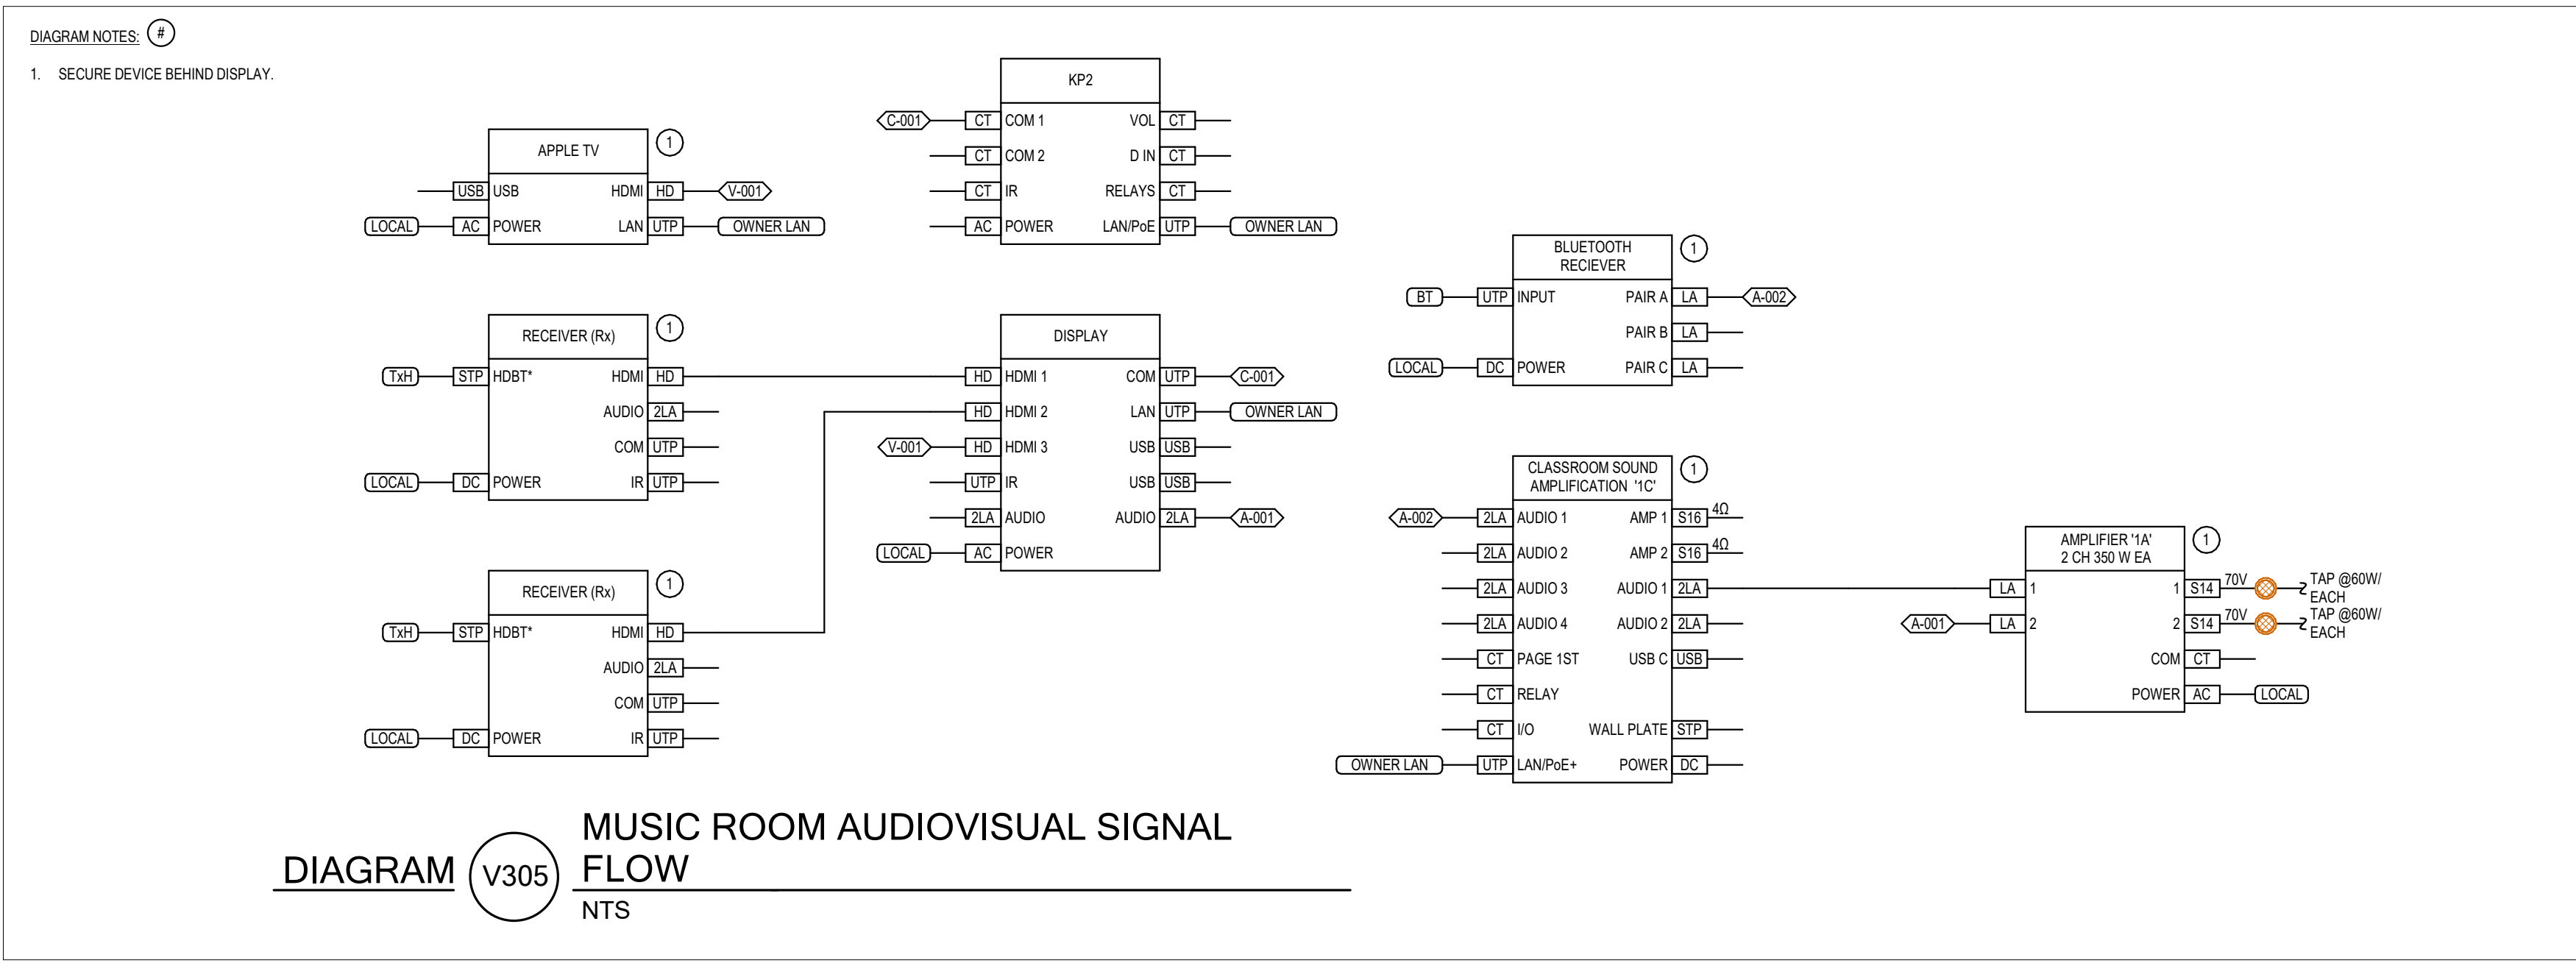 DIAGRAM NOTES: #
1. SECURE DEVICE BEHIND DISPLAY.
APPLE TV
1
USB USB HDMI HD V-001
LOCAL AC POWER LAN UTP OWNER LAN
KP2
C-001 CT COM 1 VOL CT
CT COM 2 D IN CT
CT IR RELAYS CT
AC POWER LAN/PoE UTP OWNER LAN
RECEIVER (Rx)
1
TxH STP HDBT* HDMI HD
AUDIO 2LA
COM UTP
LOCAL DC POWER IR UTP
DISPLAY
HD HDMI 1 COM UTP C-001
HD HDMI 2 LAN UTP OWNER LAN
V-001 HD HDMI 3 USB USB
UTP IR USB USB
2LA AUDIO AUDIO 2LA A-001
LOCAL AC POWER
RECEIVER (Rx)
1
TxH STP HDBT* HDMI HD
AUDIO 2LA
COM UTP
LOCAL DC POWER IR UTP
BLUETOOTH
RECIEVER
1
BT UTP INPUT PAIR A LA A-002
PAIR B LA
LOCAL DC POWER PAIR C LA
CLASSROOM SOUND
AMPLIFICATION '1C'
1
A-002 2LA AUDIO 1 AMP 1 S16 4Ω
2LA AUDIO 2 AMP 2 S16 4Ω
2LA AUDIO 3 AUDIO 1 2LA
2LA AUDIO 4 AUDIO 2 2LA
CT PAGE 1ST USB C USB
CT RELAY
CT I/O WALL PLATE STP
OWNER LAN UTP LAN/PoE+ POWER DC
AMPLIFIER '1A'
2 CH 350 W EA
1
LA 1 1 S14 70V TAP @60W/
EACH
A-001 LA 2 2 S14 70V TAP @60W/
EACH
COM CT
POWER AC LOCAL
DIAGRAM V305
MUSIC ROOM AUDIOVISUAL SIGNAL
FLOW
NTS